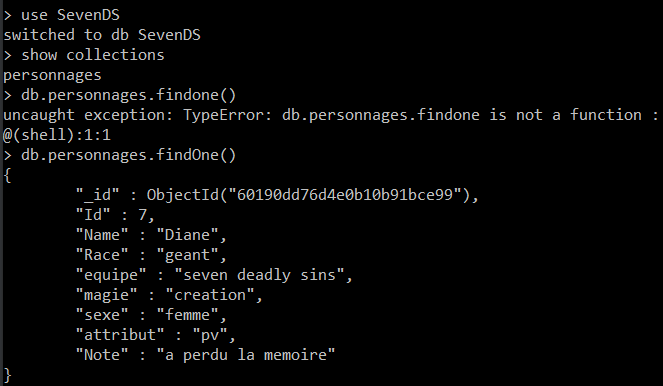 > use SevenDS
switched to db SevenDS
> show collections
personnages
> db.personnages.findone()
uncaught exception: TypeError: db.personnages.findone is not a function :
@(shell):1:1
> db.personnages.findOne()
{
        "_id" : ObjectId("60190dd76d4e0b10b91bce99"),
        "Id" : 7,
        "Name" : "Diane",
        "Race" : "geant",
        "equipe" : "seven deadly sins",
        "magie" : "creation",
        "sexe" : "femme",
        "attribut" : "pv",
        "Note" : "a perdu la memoire"
}